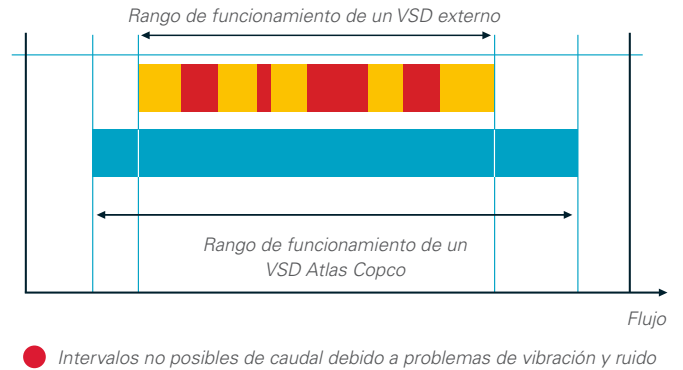 Rango de funcionamiento de un VSD externo
Rango de funcionamiento de un
VSD Atlas Copco
Flujo
Intervalos no posibles de caudal debido a problemas de vibración y ruido